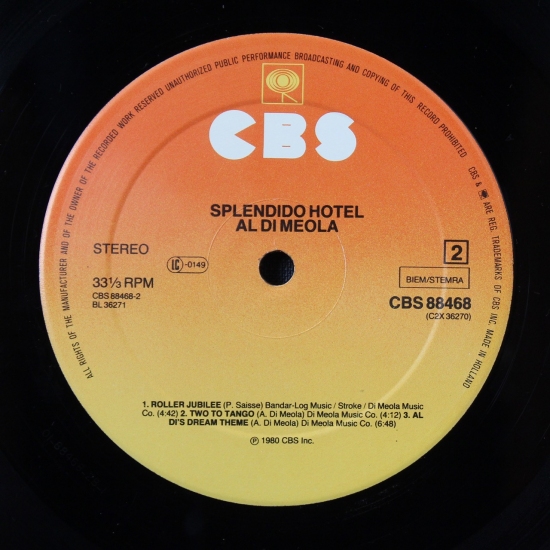 ALL RIGHTS OF THE MANUFACTURER AND OF THE OWNER OF THE RECORDED WORK RESERVED UNAUTHORIZED PUBLIC PERFORMANCE BROADCASTING AND COPYING OF THIS RECORD PROHIBITED
CBS & ARE REG. TRADEMARKS OF CBS INC. MADE IN HOLLAND
CBS
SPLENDIDO HOTEL
AL DI MEOLA
STEREO
LC -0149
2
33⅓ RPM
BIEM/STEMRA
CBS 88468-2
BL 36271
CBS 88468
(C2X 36270)
1. ROLLER JUBILEE (P. Saisse) Bandar-Log Music / Stroke / Di Meola Music
Co. (4:42) 2. TWO TO TANGO (A. Di Meola) Di Meola Music Co. (4:12) 3. AL
DI'S DREAM THEME (A. Di Meola) Di Meola Music Co. (6:48)
℗ 1980 CBS Inc.